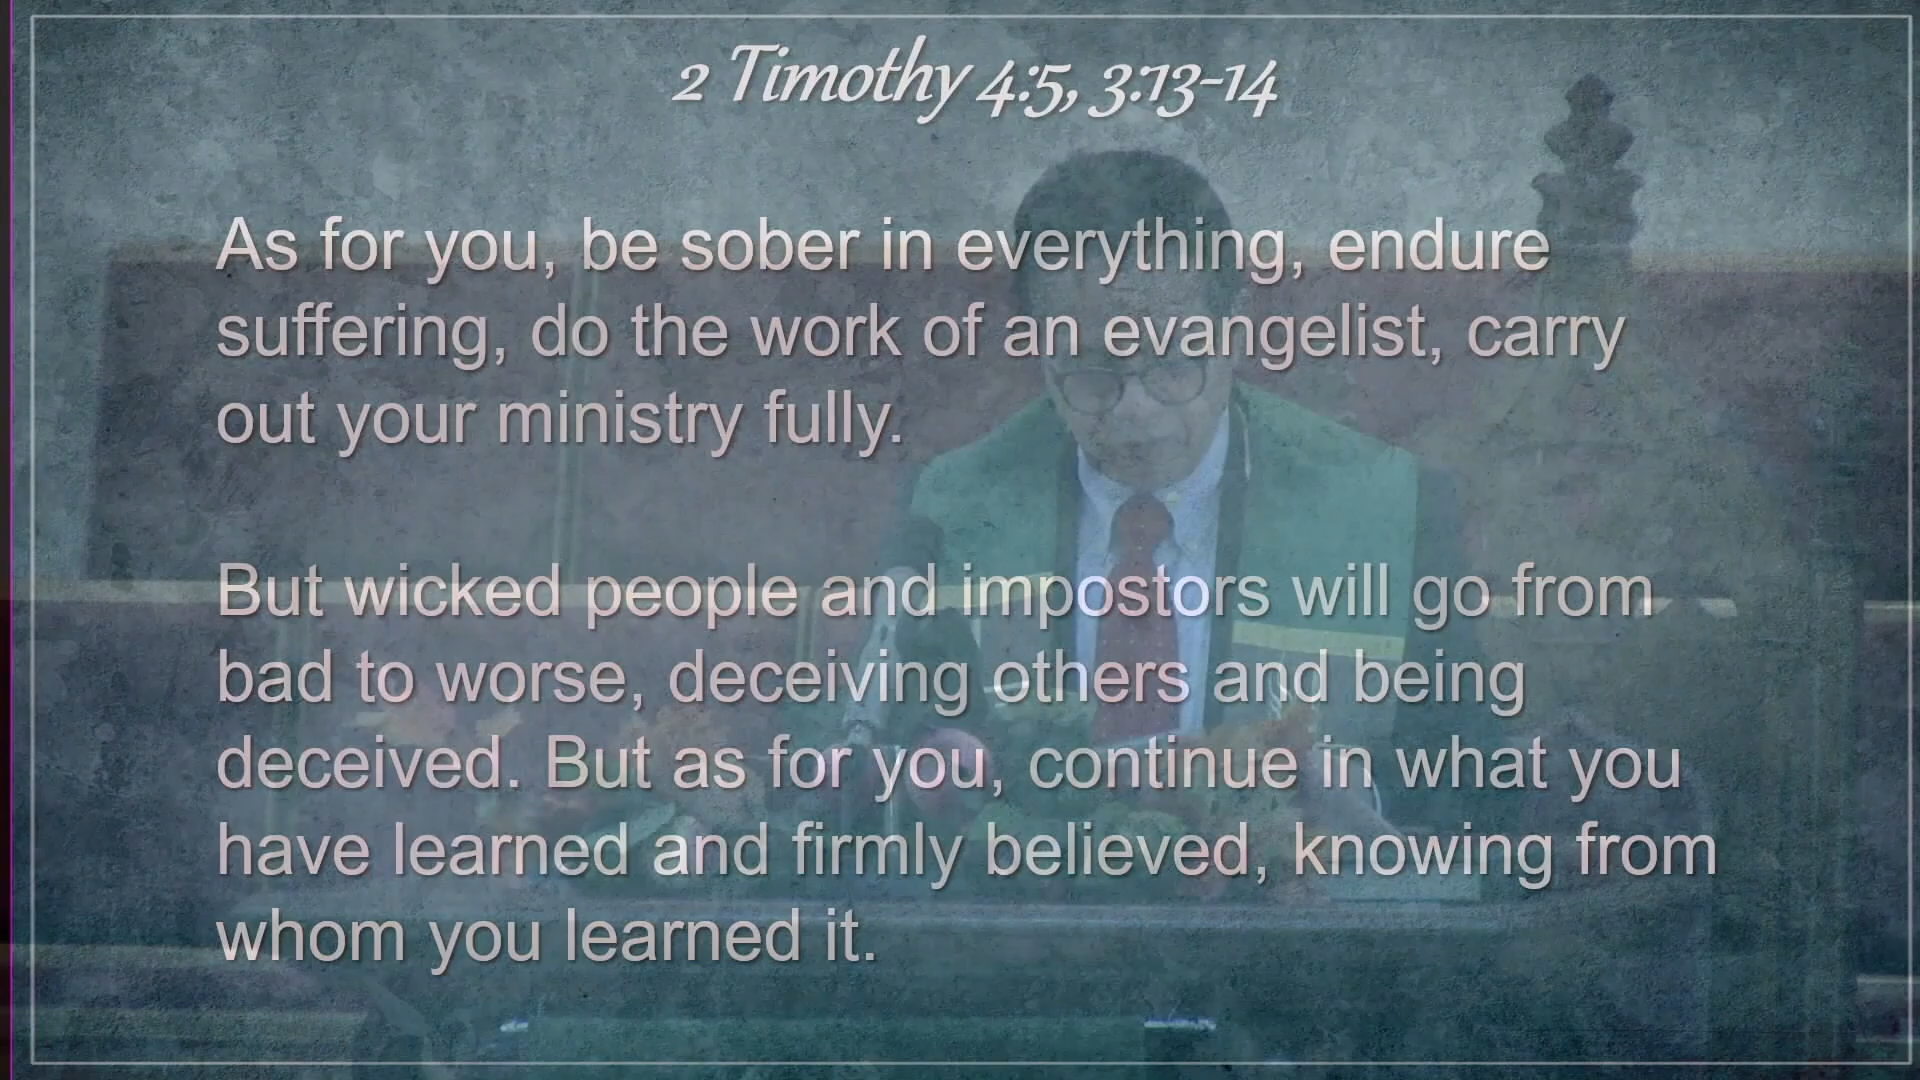 2 Timothy 4:5, 3:13-14
As for you, be sober in everything, endure
suffering, do the work of an evangelist, carry
out your ministry fully.
But wicked people and impostors will go from
bad to worse, deceiving others and being
deceived. But as for you, continue in what you
have learned and firmly believed, knowing from
whom you learned it.